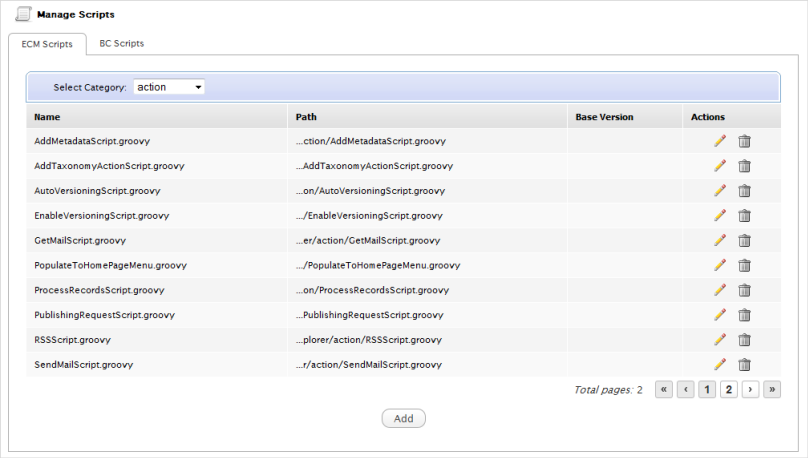 Manage Scripts
ECM Scripts BC Scripts
Select Category: action
Name Path Base Version Actions
AddMetadataScript.groovy ...ction/AddMetadataScript.groovy
AddTaxonomyActionScript.groovy ...AddTaxonomyActionScript.groovy
AutoVersioningScript.groovy ...on/AutoVersioningScript.groovy
EnableVersioningScript.groovy .../EnableVersioningScript.groovy
GetMailScript.groovy ...er/action/GetMailScript.groovy
PopulateToHomePageMenu.groovy .../PopulateToHomePageMenu.groovy
ProcessRecordsScript.groovy ...on/ProcessRecordsScript.groovy
PublishingRequestScript.groovy ...PublishingRequestScript.groovy
RSSScript.groovy ...plorer/action/RSSScript.groovy
SendMailScript.groovy ...r/action/SendMailScript.groovy
Total pages: 2 « ‹ 1 2 › »
Add